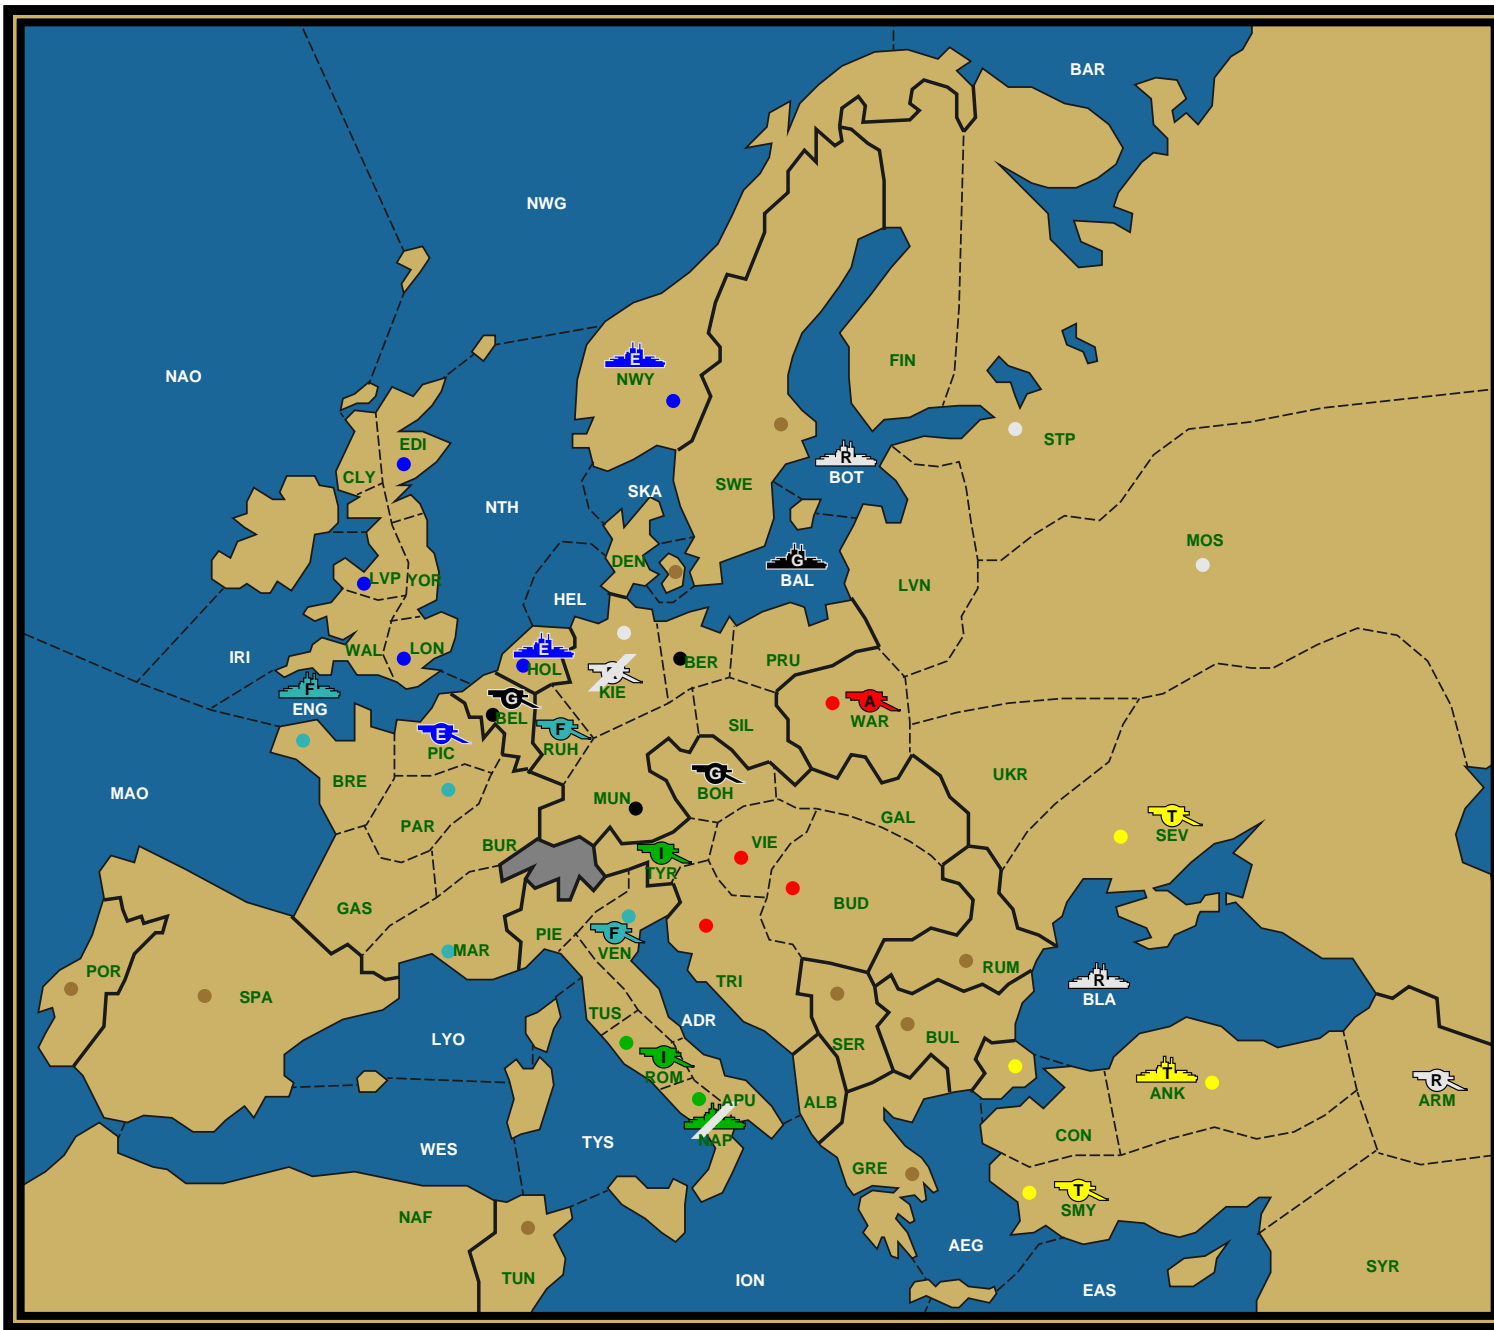 BAR
NWG
NAO
E
NWY
FIN
STP
EDI
CLY
R
BOT
SKA
SWE
NTH
MOS
DEN
G
BAL
LVP
YOR
LVN
HEL
IRI
WAL
LON
E
HOL
KIE
BER
PRU
F
ENG
G
BEL
A
WAR
E
PIC
F
RUH
SIL
BRE
G
BOH
UKR
MAO
MUN
PAR
GAL
T
SEV
BUR
VIE
I
TYR
GAS
BUD
PIE
F
VEN
MAR
POR
SPA
TRI
RUM
R
BLA
TUS
ADR
LYO
SER
BUL
I
ROM
T
ANK
R
ARM
APU
ALB
NAP
CON
WES
TYS
GRE
T
SMY
NAF
AEG
SYR
TUN
ION
EAS